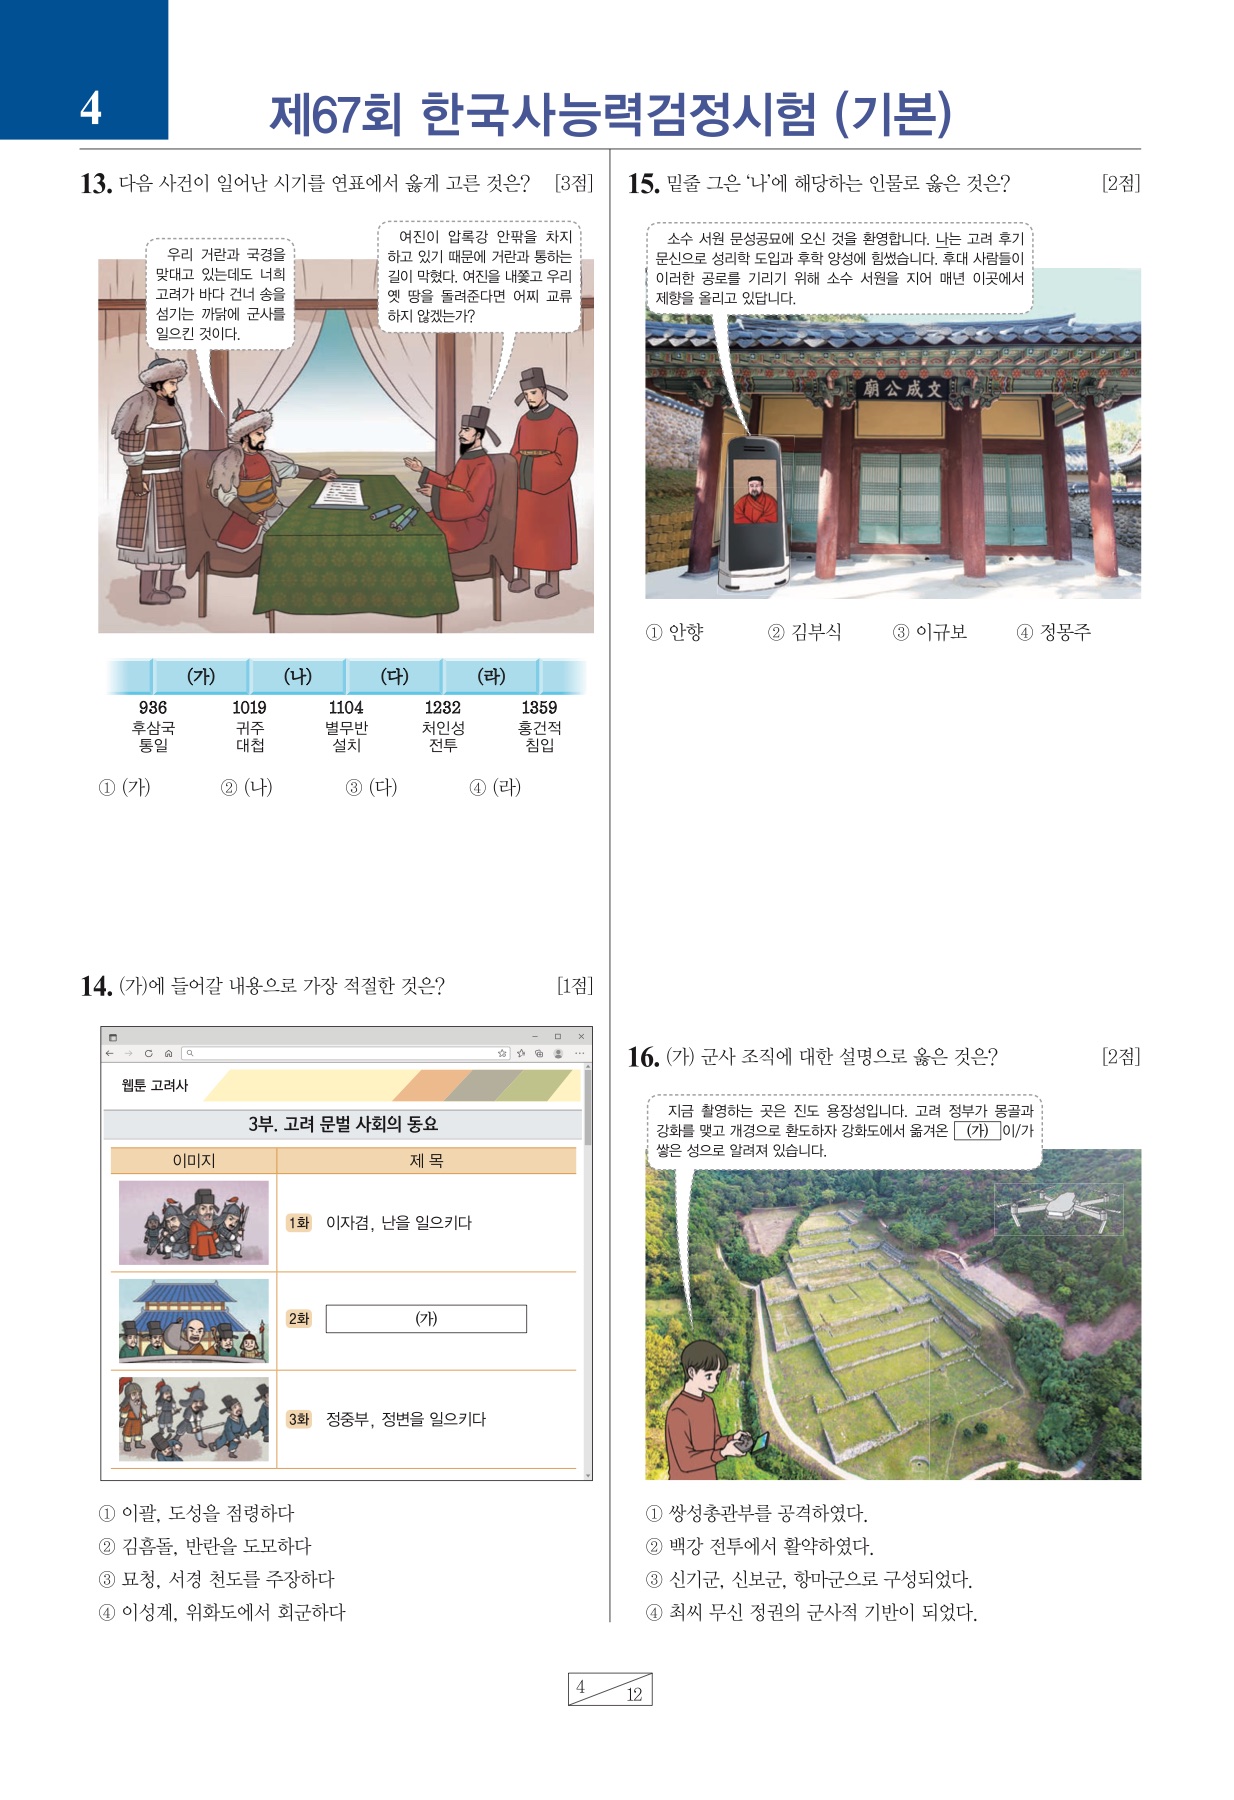 4
제67회 한국사능력검정시험 (기본)
13. 다음 사건이 일어난 시기를 연표에서 옳게 고른 것은? [3점]
우리 거란과 국경을
맞대고 있는데도 너희
고려가 바다 건너 송을
섬기는 까닭에 군사를
일으킨 것이다.
여진이 압록강 안팎을 차지
하고 있기 때문에 거란과 통하는
길이 막혔다. 여진을 내쫓고 우리
옛 땅을 돌려준다면 어찌 교류
하지 않겠는가?
(가) (나) (다) (라)
936 1019 1104 1232 1359
후삼국 귀주 별무반 처인성 홍건적
통일 대첩 설치 전투 침입
① (가) ② (나) ③ (다) ④ (라)
14. (가)에 들어갈 내용으로 가장 적절한 것은? [1점]
웹툰 고려사
3부. 고려 문벌 사회의 동요
이미지 제 목
1화 이자겸, 난을 일으키다
2화 (가)
3화 정중부, 정변을 일으키다
① 이괄, 도성을 점령하다
② 김흠돌, 반란을 도모하다
③ 묘청, 서경 천도를 주장하다
④ 이성계, 위화도에서 회군하다
15. 밑줄 그은 ‘나’에 해당하는 인물로 옳은 것은? [2점]
소수 서원 문성공묘에 오신 것을 환영합니다. 나는 고려 후기
문신으로 성리학 도입과 후학 양성에 힘썼습니다. 후대 사람들이
이러한 공로를 기리기 위해 소수 서원을 지어 매년 이곳에서
제향을 올리고 있답니다.
廟公成文
① 안향 ② 김부식 ③ 이규보 ④ 정몽주
16. (가) 군사 조직에 대한 설명으로 옳은 것은? [2점]
지금 촬영하는 곳은 진도 용장성입니다. 고려 정부가 몽골과
강화를 맺고 개경으로 환도하자 강화도에서 옮겨온 (가) 이/가
쌓은 성으로 알려져 있습니다.
① 쌍성총관부를 공격하였다.
② 백강 전투에서 활약하였다.
③ 신기군, 신보군, 항마군으로 구성되었다.
④ 최씨 무신 정권의 군사적 기반이 되었다.
4 12